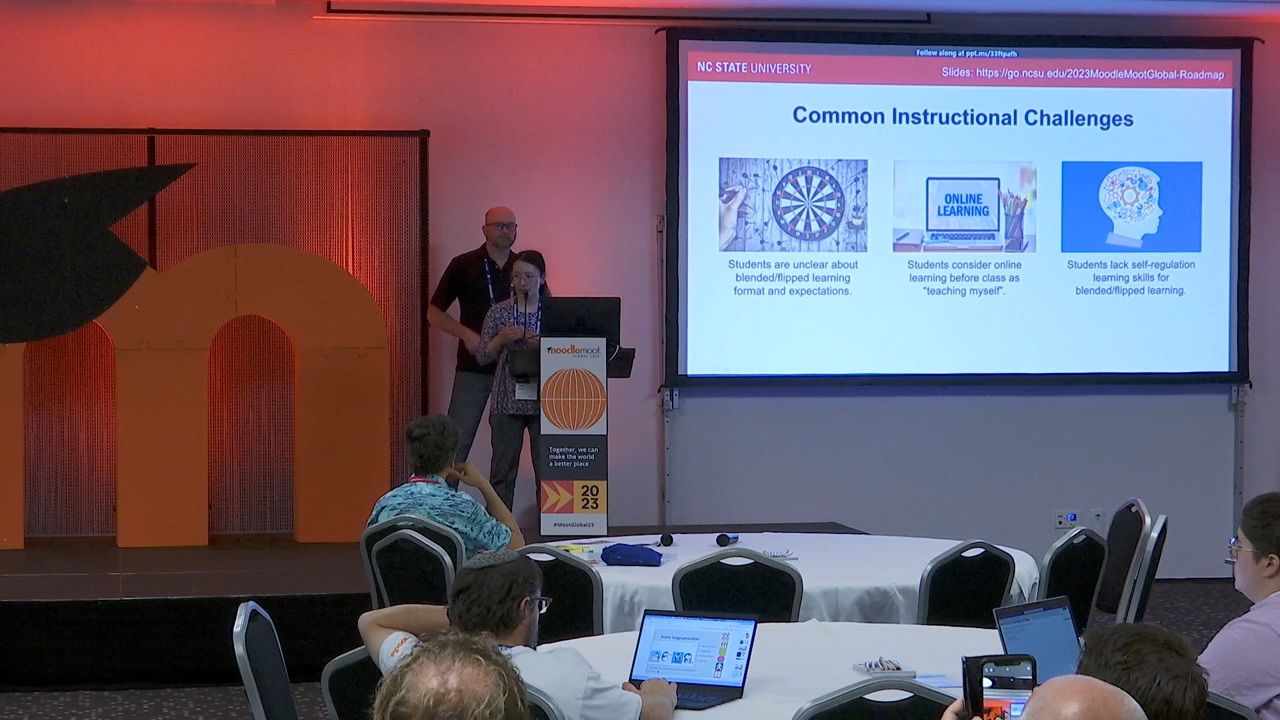 Follow along at ppt.ms/33ftpafh
NC STATE UNIVERSITY
Slides: https://go.ncsu.edu/2023MoodleMootGlobal-Roadmap
Common Instructional Challenges
ONLINE
LEARNING
Students are unclear about
blended/flipped learning
format and expectations.
Students consider online
learning before class as
"teaching myself".
Students lack self-regulation
learning skills for
blended/flipped learning.
moodlemoot
GLOBAL 2023
Together, we can
make the world
a better place
20
23
#MootGlobal23